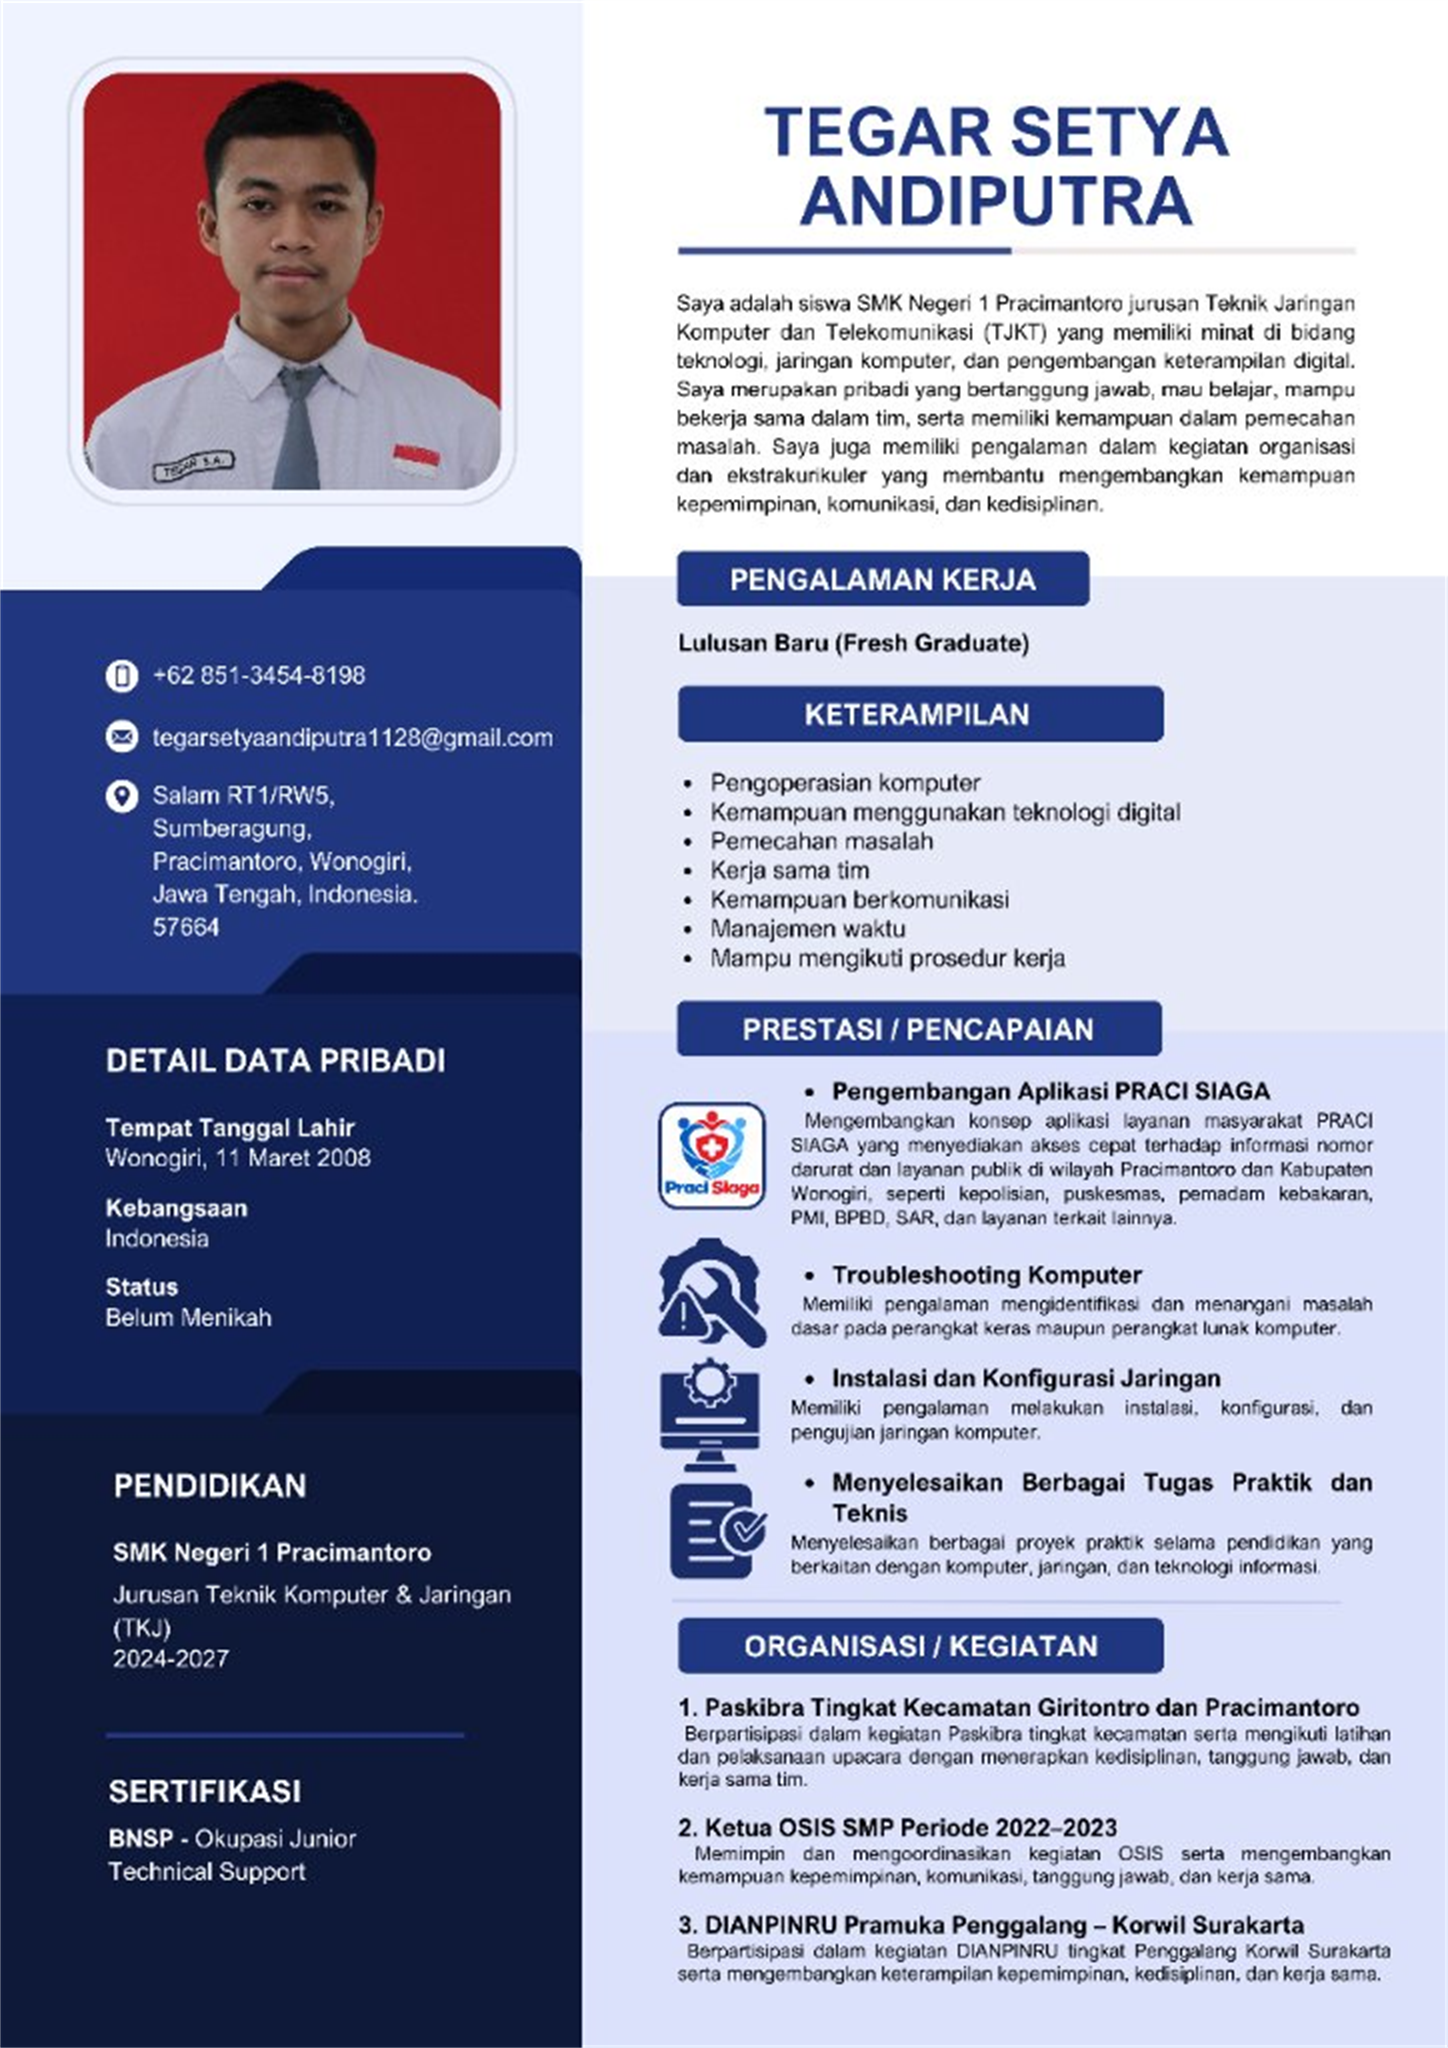 TEGAR SETYA
ANDIPUTRA
Saya adalah siswa SMK Negeri 1 Pracimantoro jurusan Teknik Jaringan
Komputer dan Telekomunikasi (TJKT) yang memiliki minat di bidang
teknologi, jaringan komputer, dan pengembangan keterampilan digital.
Saya merupakan pribadi yang bertanggung jawab, mau belajar, mampu
bekerja sama dalam tim, serta memiliki kemampuan dalam pemecahan
masalah. Saya juga memiliki pengalaman dalam kegiatan organisasi
dan ekstrakurikuler yang membantu mengembangkan kemampuan
kepemimpinan, komunikasi, dan kedisiplinan.
TEGAR S.A.
+62 851-3454-8198
tegarsetyaandiputra1128@gmail.com
Salam RT1/RW5,
Sumberagung,
Pracimantoro, Wonogiri,
Jawa Tengah, Indonesia.
57664
DETAIL DATA PRIBADI
Tempat Tanggal Lahir
Wonogiri, 11 Maret 2008
Kebangsaan
Indonesia
Status
Belum Menikah
PENDIDIKAN
SMK Negeri 1 Pracimantoro
Jurusan Teknik Komputer & Jaringan
(TKJ)
2024-2027
SERTIFIKASI
BNSP - Okupasi Junior
Technical Support
PENGALAMAN KERJA
Lulusan Baru (Fresh Graduate)
KETERAMPILAN
• Pengoperasian komputer
• Kemampuan menggunakan teknologi digital
• Pemecahan masalah
• Kerja sama tim
• Kemampuan berkomunikasi
• Manajemen waktu
• Mampu mengikuti prosedur kerja
PRESTASI / PENCAPAIAN
Praci Siaga
• Pengembangan Aplikasi PRACI SIAGA
Mengembangkan konsep aplikasi layanan masyarakat PRACI
SIAGA yang menyediakan akses cepat terhadap informasi nomor
darurat dan layanan publik di wilayah Pracimantoro dan Kabupaten
Wonogiri, seperti kepolisian, puskesmas, pemadam kebakaran,
PMI, BPBD, SAR, dan layanan terkait lainnya.
• Troubleshooting Komputer
Memiliki pengalaman mengidentifikasi dan menangani masalah
dasar pada perangkat keras maupun perangkat lunak komputer.
• Instalasi dan Konfigurasi Jaringan
Memiliki pengalaman melakukan instalasi, konfigurasi, dan
pengujian jaringan komputer.
• Menyelesaikan Berbagai Tugas Praktik dan
Teknis
Menyelesaikan berbagai proyek praktik selama pendidikan yang
berkaitan dengan komputer, jaringan, dan teknologi informasi.
ORGANISASI / KEGIATAN
1. Paskibra Tingkat Kecamatan Giritontro dan Pracimantoro
Berpartisipasi dalam kegiatan Paskibra tingkat kecamatan serta mengikuti latihan
dan pelaksanaan upacara dengan menerapkan kedisiplinan, tanggung jawab, dan
kerja sama tim.
2. Ketua OSIS SMP Periode 2022–2023
Memimpin dan mengoordinasikan kegiatan OSIS serta mengembangkan
kemampuan kepemimpinan, komunikasi, tanggung jawab, dan kerja sama.
3. DIANPINRU Pramuka Penggalang – Korwil Surakarta
Berpartisipasi dalam kegiatan DIANPINRU tingkat Penggalang Korwil Surakarta
serta mengembangkan keterampilan kepemimpinan, kedisiplinan, dan kerja sama.